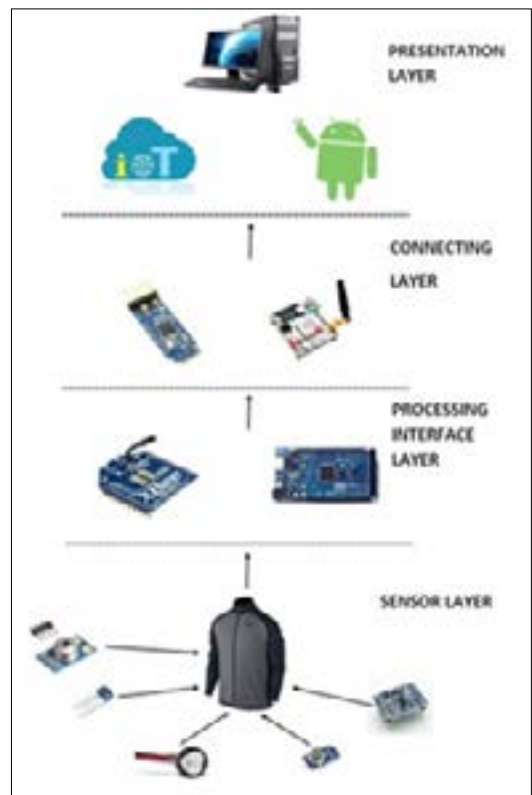 PRESENTATION
LAYER
ioT
CONNECTING
LAYER
PROCESSING
INTERFACE
LAYER
SENSOR LAYER